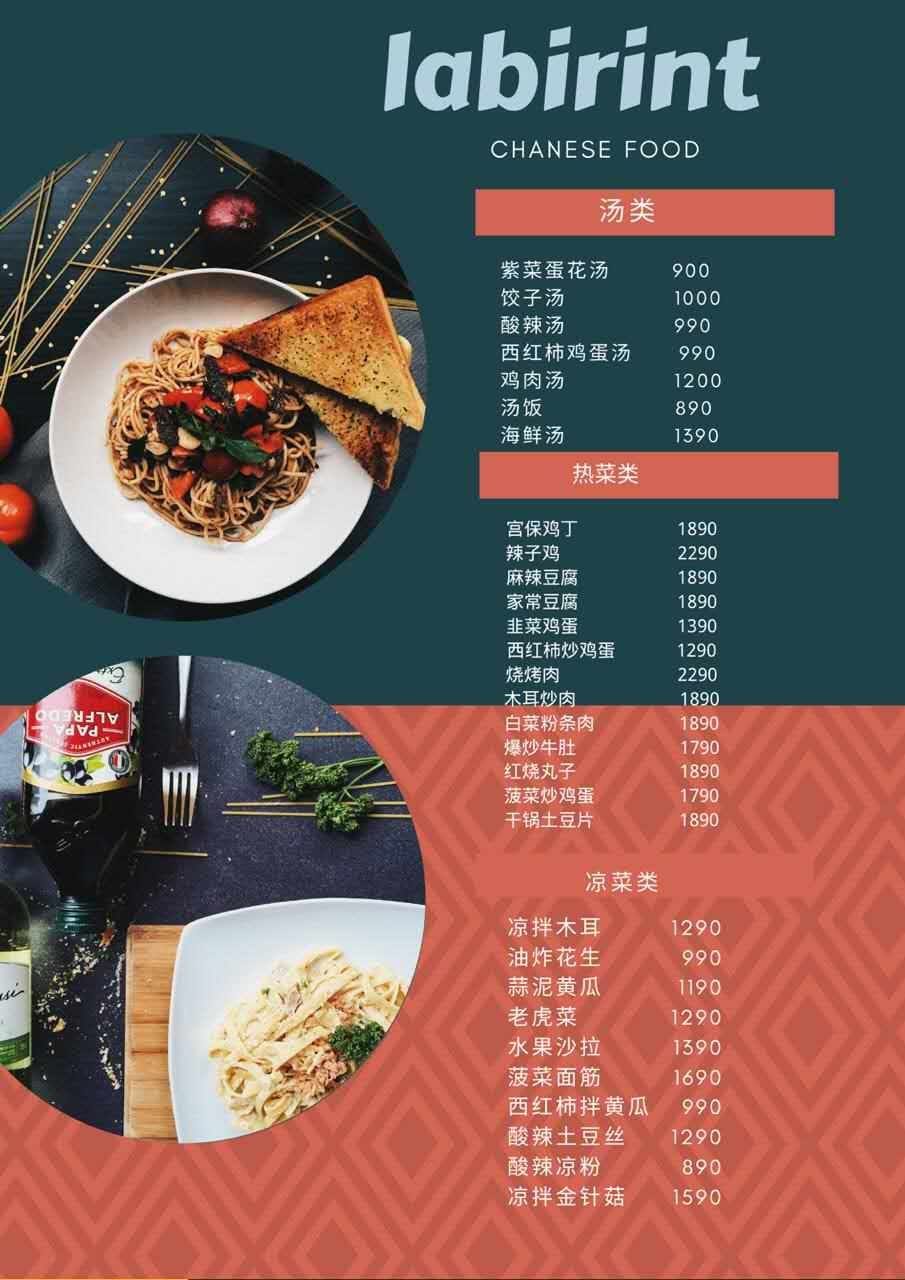 labirint
CHANESE FOOD
汤类
紫菜蛋花汤 900
饺子汤 1000
酸辣汤 990
西红柿鸡蛋汤 990
鸡肉汤 1200
汤饭 890
海鲜汤 1390
热菜类
宫保鸡丁 1890
辣子鸡 2290
麻辣豆腐 1890
家常豆腐 1890
韭菜鸡蛋 1390
西红柿炒鸡蛋 1290
烧烤肉 2290
木耳炒肉 1890
白菜粉条肉 1890
爆炒牛肚 1790
红烧丸子 1890
菠菜炒鸡蛋 1790
干锅土豆片 1890
凉菜类
凉拌木耳 1290
油炸花生 990
蒜泥黄瓜 1190
老虎菜 1290
水果沙拉 1390
菠菜面筋 1690
西红柿拌黄瓜 990
酸辣土豆丝 1290
酸辣凉粉 890
凉拌金针菇 1590
PAPA
ALFREDO